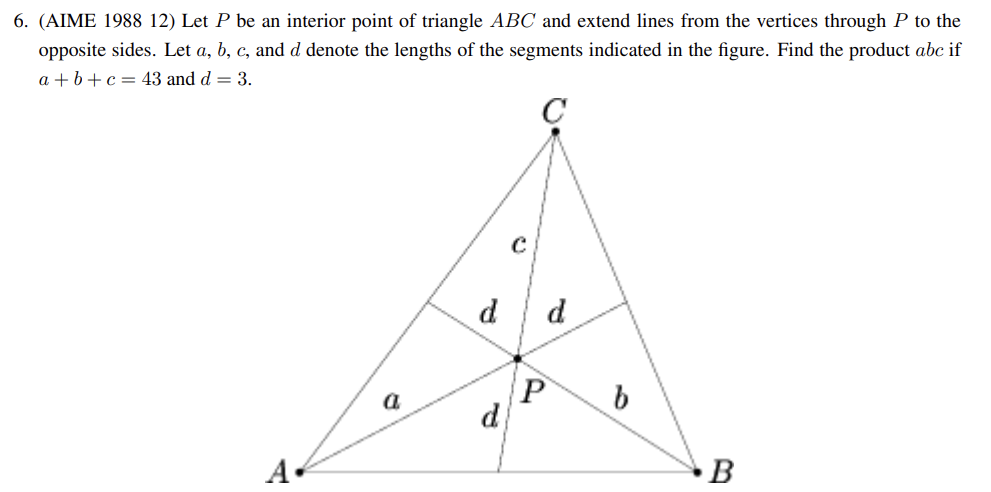 6. (AIME 1988 12) Let P be an interior point of triangle ABC and extend lines from the vertices through P to the
opposite sides. Let a, b, c, and d denote the lengths of the segments indicated in the figure. Find the product abc if
a + b + c = 43 and d = 3.
C
c
d d
P
a b
d
A B